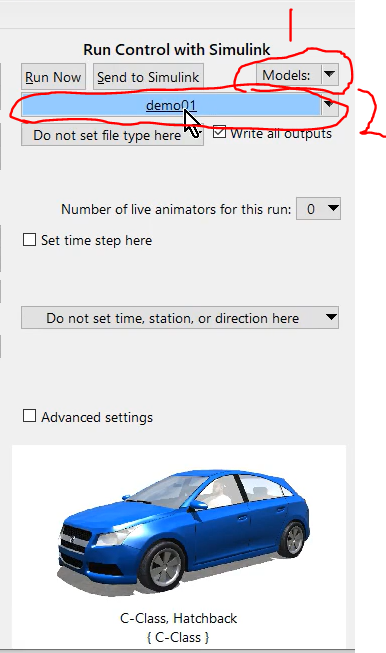 1
Run Control with Simulink
Run Now Send to Simulink Models:
demo01
2
Do not set file type here Write all outputs
Number of live animators for this run: 0
Set time step here
Do not set time, station, or direction here
Advanced settings
C-Class, Hatchback
{ C-Class }